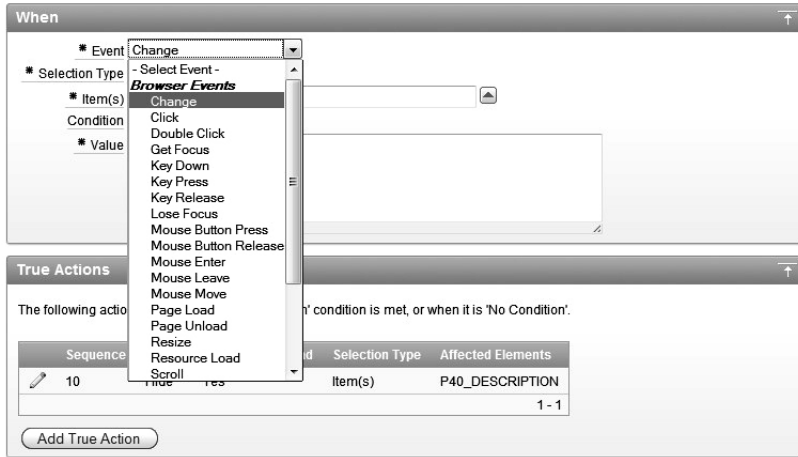 When
* Event Change
- Select Event -
* Selection Type
Browser Events
* Item(s)
Change
Condition
Click
Double Click
* Value
Get Focus
Key Down
Key Press
Key Release
Lose Focus
Mouse Button Press
Mouse Button Release
Mouse Enter
Mouse Leave
Mouse Move
Page Load
Page Unload
Resize
Resource Load
Scroll
True Actions
The following actio n' condition is met, or when it is 'No Condition'.
Sequence d Selection Type Affected Elements
10 Hide Yes Item(s) P40_DESCRIPTION
1 - 1
Add True Action